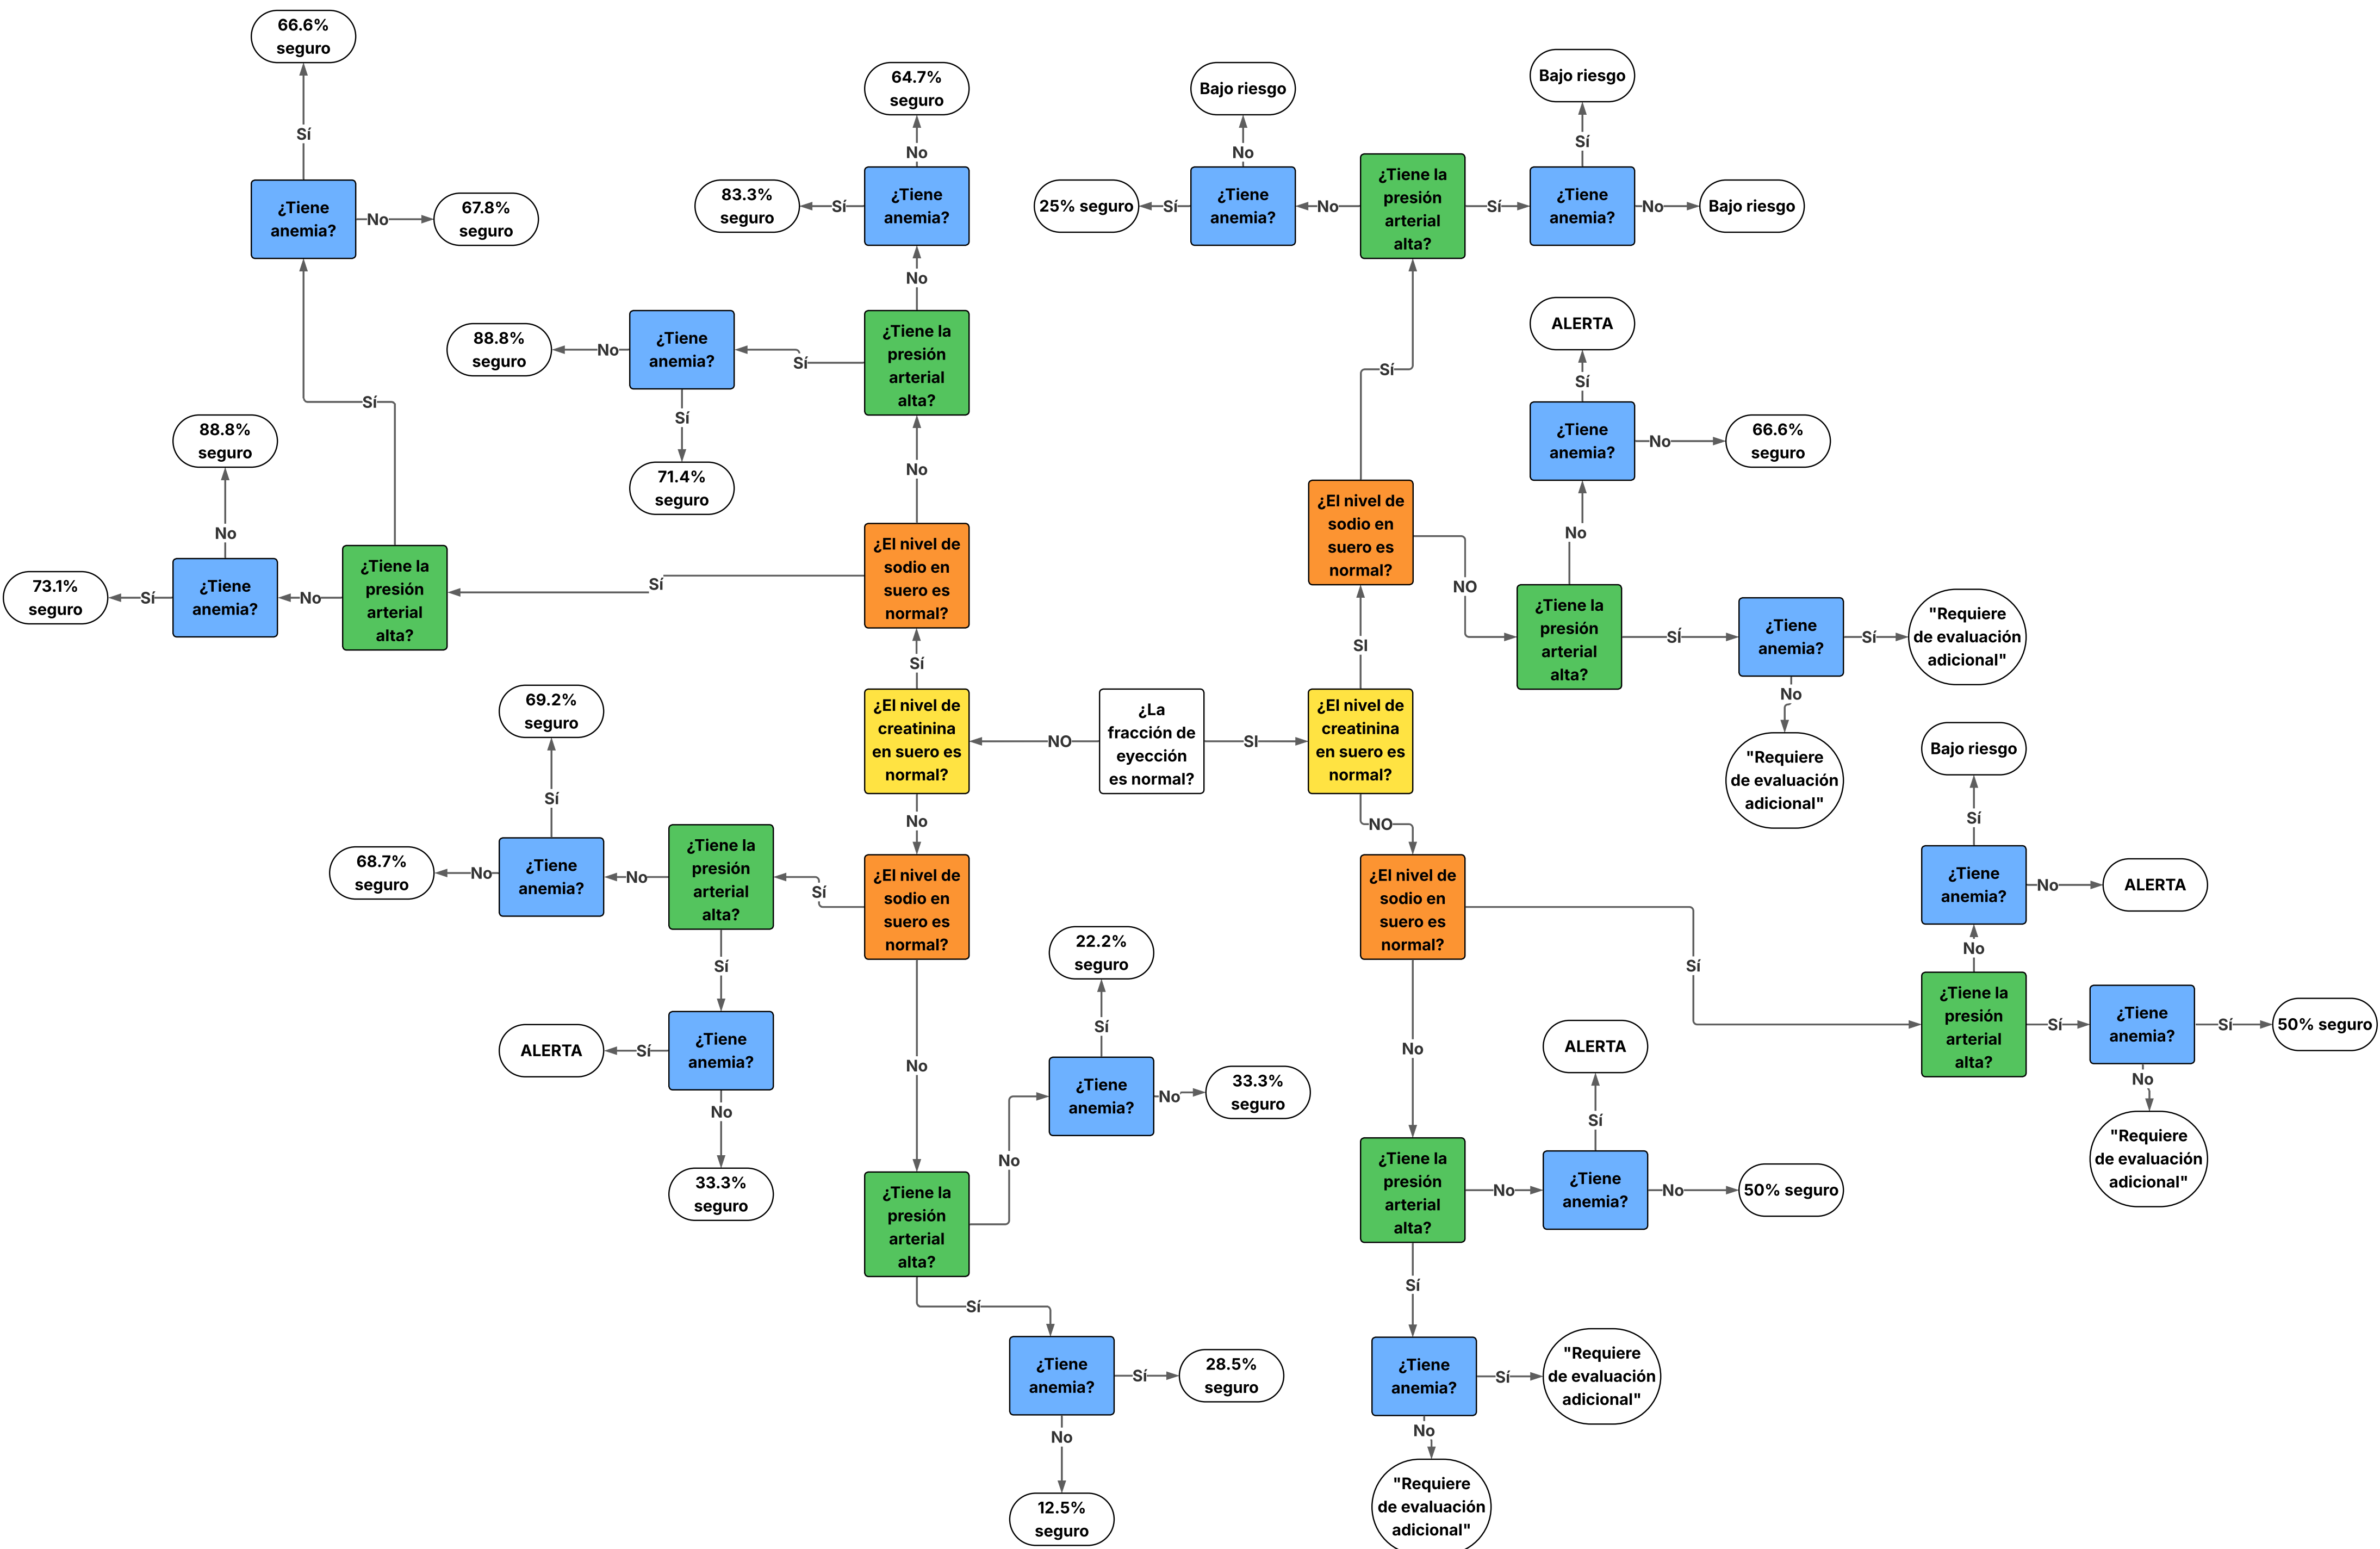 66.6%
seguro
Sí
¿Tiene
anemia?
No
67.8%
seguro
Sí
88.8%
seguro
No
73.1%
seguro
Sí
¿Tiene
anemia?
No
¿Tiene la
presión
arterial
alta?
Sí
64.7%
seguro
No
83.3%
seguro
Sí
¿Tiene
anemia?
No
88.8%
seguro
No
¿Tiene
anemia?
Sí
¿Tiene la
presión
arterial
alta?
Sí
71.4%
seguro
No
¿El nivel de
sodio en
suero es
normal?
Sí
¿El nivel de
creatinina
en suero es
normal?
NO
¿La
fracción de
eyección
es normal?
SI
¿El nivel de
creatinina
en suero es
normal?
69.2%
seguro
Sí
68.7%
seguro
No
¿Tiene
anemia?
No
¿Tiene la
presión
arterial
alta?
Sí
No
¿El nivel de
sodio en
suero es
normal?
Sí
ALERTA
Sí
¿Tiene
anemia?
No
33.3%
seguro
No
22.2%
seguro
Sí
¿Tiene
anemia?
No
33.3%
seguro
No
¿Tiene la
presión
arterial
alta?
Sí
¿Tiene
anemia?
Sí
28.5%
seguro
No
12.5%
seguro
Bajo riesgo
No
25% seguro
Sí
¿Tiene
anemia?
No
¿Tiene la
presión
arterial
alta?
Sí
¿Tiene
anemia?
Sí
Bajo riesgo
No
Bajo riesgo
Sí
¿El nivel de
sodio en
suero es
normal?
NO
SI
ALERTA
Sí
¿Tiene
anemia?
No
66.6%
seguro
No
¿Tiene la
presión
arterial
alta?
SÍ
¿Tiene
anemia?
Sí
"Requiere
de evaluación
adicional"
No
"Requiere
de evaluación
adicional"
NO
¿El nivel de
sodio en
suero es
normal?
Sí
Bajo riesgo
Sí
¿Tiene
anemia?
No
ALERTA
No
¿Tiene la
presión
arterial
alta?
Sí
¿Tiene
anemia?
Sí
50% seguro
No
"Requiere
de evaluación
adicional"
No
ALERTA
Sí
¿Tiene la
presión
arterial
alta?
No
¿Tiene
anemia?
No
50% seguro
Sí
¿Tiene
anemia?
Sí
"Requiere
de evaluación
adicional"
No
"Requiere
de evaluación
adicional"